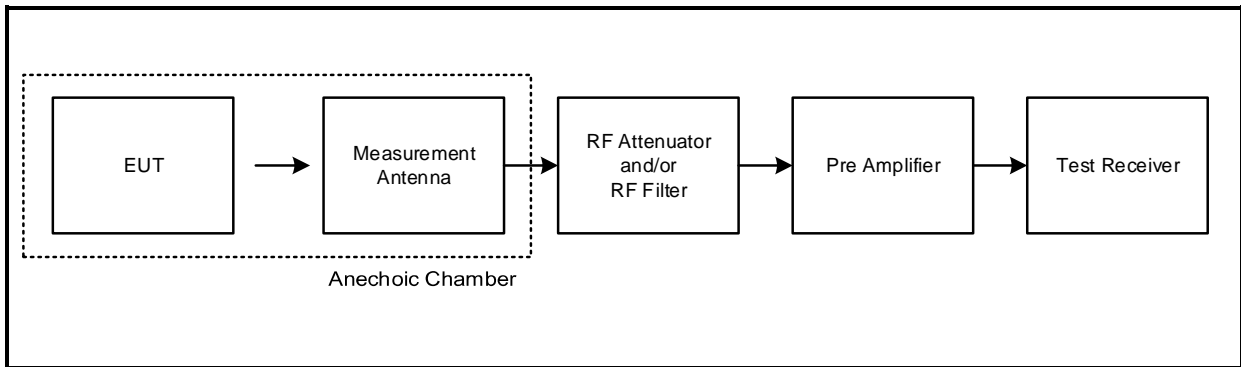 EUT
Measurement
Antenna
RF Attenuator
and/or
RF Filter
Pre Amplifier
Test Receiver
Anechoic Chamber